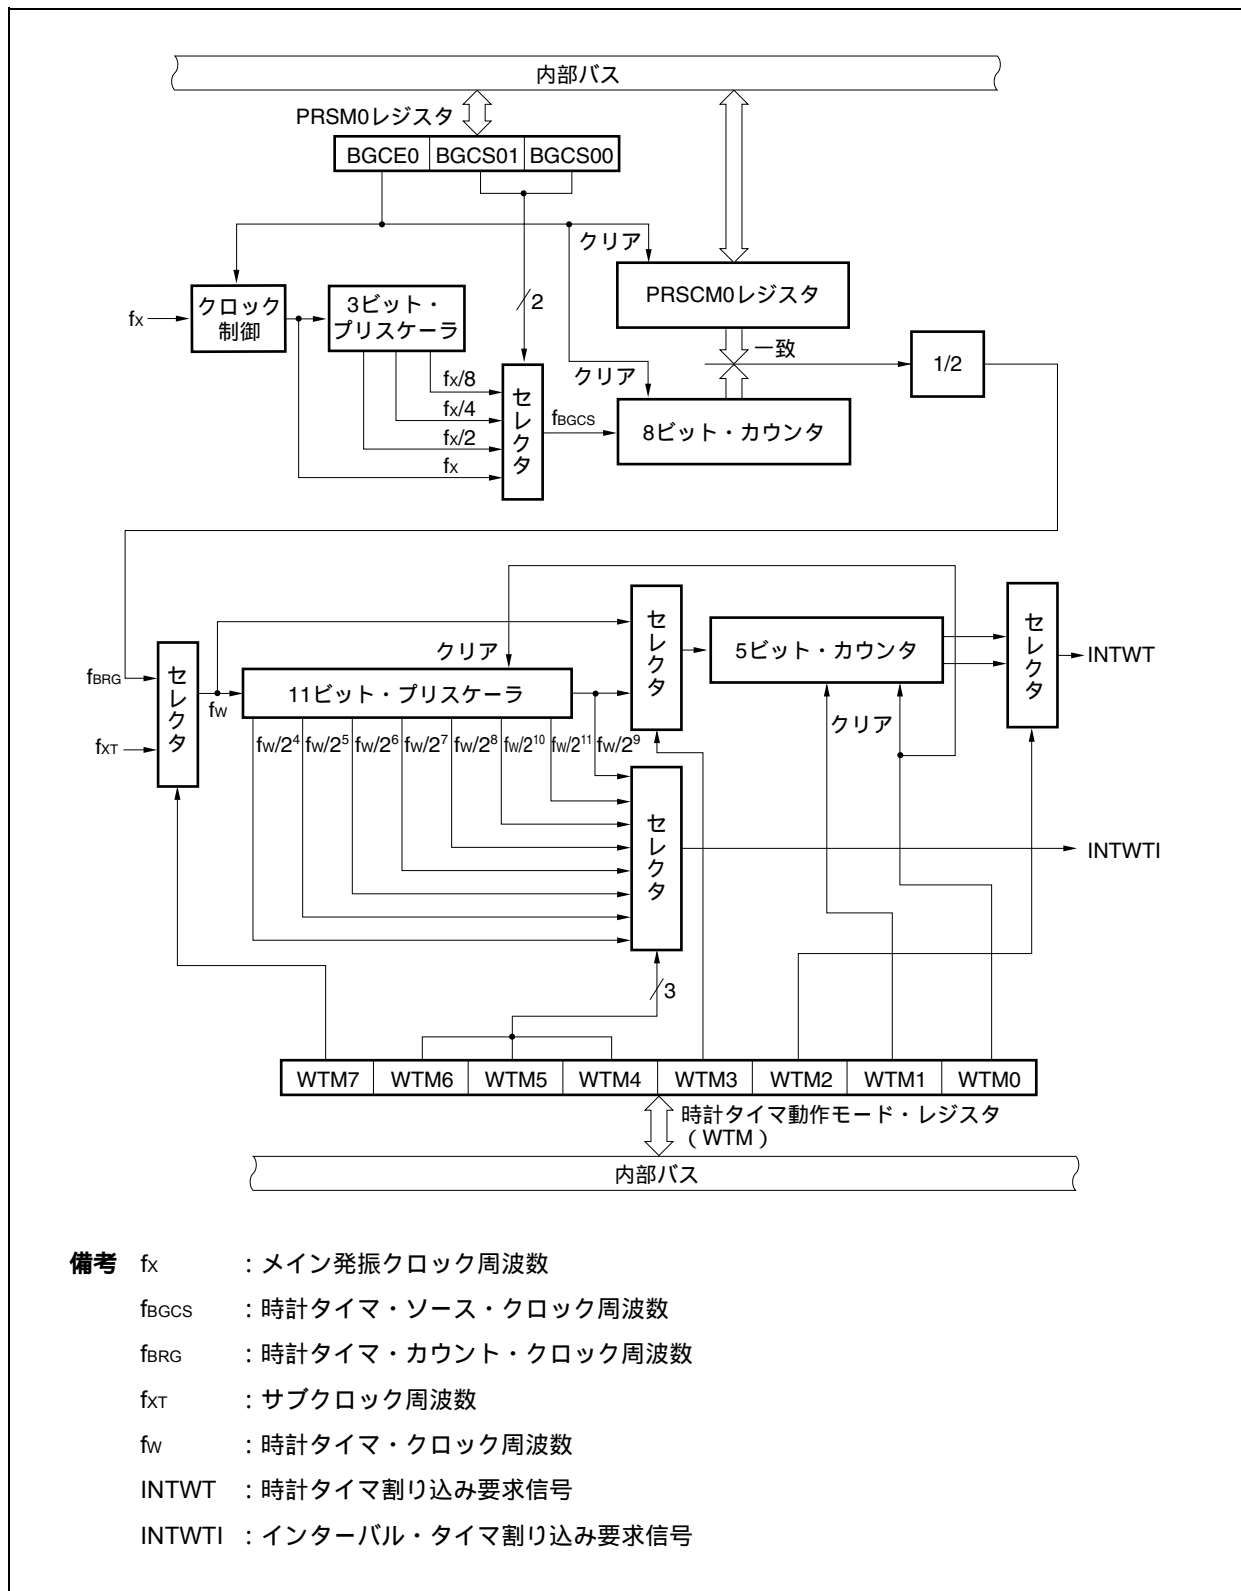 内部バス
PRSM0レジスタ
BGCE0 BGCS01 BGCS00
クリア
PRSCM0レジスタ
fX
クロック
制御
3ビット・
プリスケーラ
2
一致
1/2
クリア
fX/8
fX/4
fX/2
fX
セレクタ
fBGCS
8ビット・カウンタ
セレクタ
セレクタ
クリア
5ビット・カウンタ
INTWT
fBRG
セレクタ
fW
11ビット・プリスケーラ
クリア
fXT
fW/2^4 fW/2^5 fW/2^6 fW/2^7 fW/2^8 fW/2^10 fW/2^11 fW/2^9
セレクタ
INTWTI
3
WTM7 WTM6 WTM5 WTM4 WTM3 WTM2 WTM1 WTM0
時計タイマ動作モード・レジスタ
(WTM)
内部バス
備考 fX :メイン発振クロック周波数
fBGCS :時計タイマ・ソース・クロック周波数
fBRG :時計タイマ・カウント・クロック周波数
fXT :サブクロック周波数
fW :時計タイマ・クロック周波数
INTWT :時計タイマ割り込み要求信号
INTWTI :インターバル・タイマ割り込み要求信号